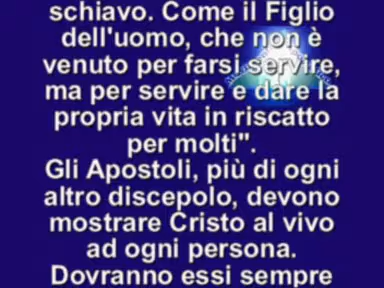 schiavo. Come il Figlio
dell'uomo, che non è
venuto per farsi servire,
ma per servire e dare la
propria vita in riscatto
per molti".
Gli Apostoli, più di ogni
altro discepolo, devono
mostrare Cristo al vivo
ad ogni persona.
Dovranno essi sempre